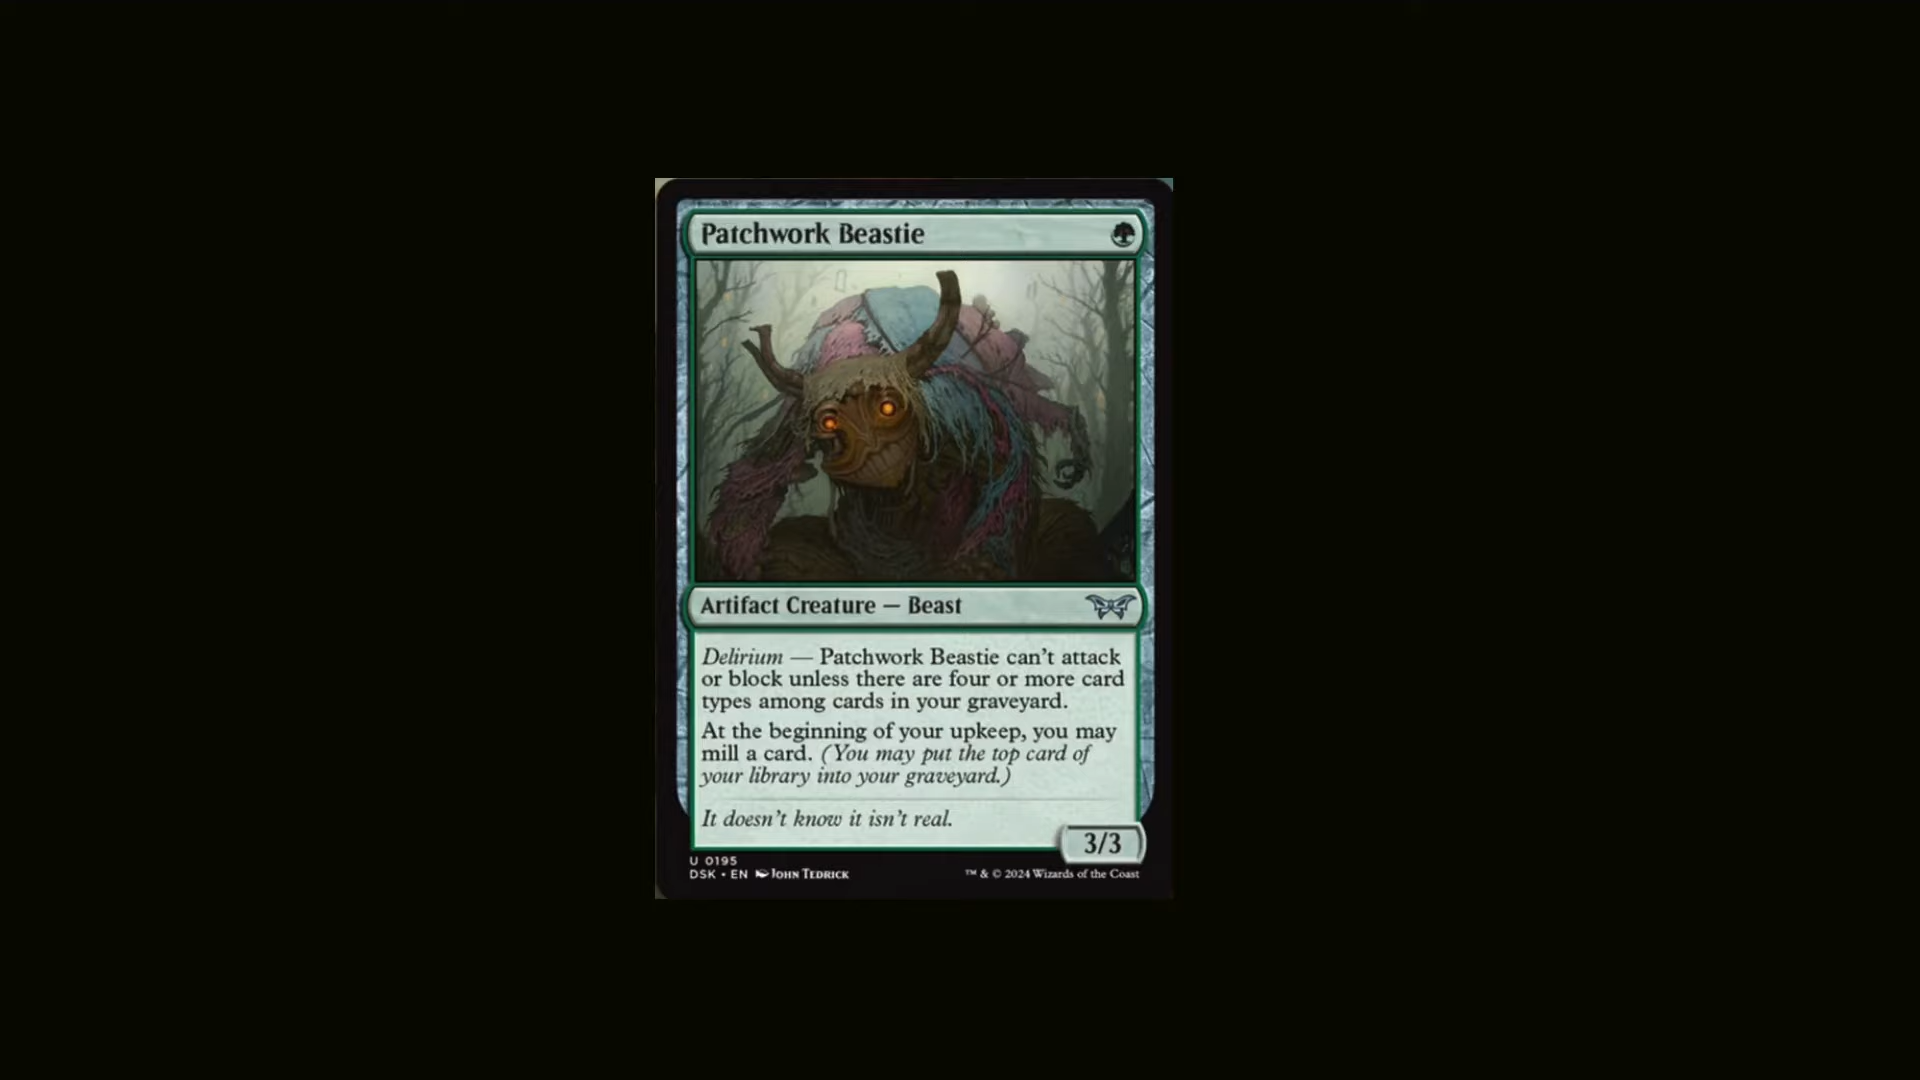 Patchwork Beastie
Artifact Creature — Beast
Delirium — Patchwork Beastie can't attack
or block unless there are four or more card
types among cards in your graveyard.
At the beginning of your upkeep, you may
mill a card. (You may put the top card of
your library into your graveyard.)
It doesn't know it isn't real.
3/3
U 0195
DSK • EN John Tedrick
™ & © 2024 Wizards of the Coast